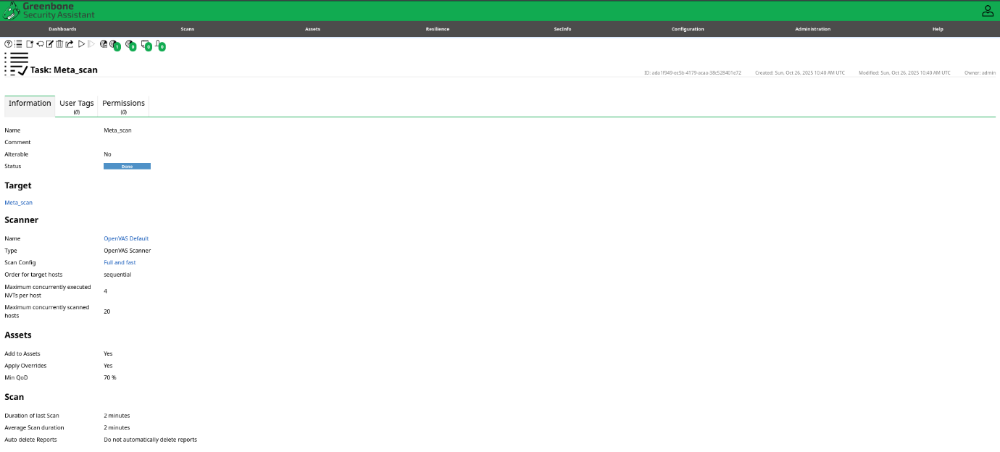 Greenbone
Security Assistant
Dashboards Scans Assets Resilience SecInfo Configuration Administration Help
1 0 0 0
Task: Meta_scan
ID: ada1f949-ec5b-4179-acaa-38c528401e72 Created: Sun, Oct 26, 2025 10:40 AM UTC Modified: Sun, Oct 26, 2025 10:40 AM UTC Owner: admin
Information User Tags Permissions
(0) (0)
Name Meta_scan
Comment
Alterable No
Status Done
Target
Meta_scan
Scanner
Name OpenVAS Default
Type OpenVAS Scanner
Scan Config Full and fast
Order for target hosts sequential
Maximum concurrently executed
NVTs per host 4
Maximum concurrently scanned
hosts 20
Assets
Add to Assets Yes
Apply Overrides Yes
Min QoD 70 %
Scan
Duration of last Scan 2 minutes
Average Scan duration 2 minutes
Auto delete Reports Do not automatically delete reports